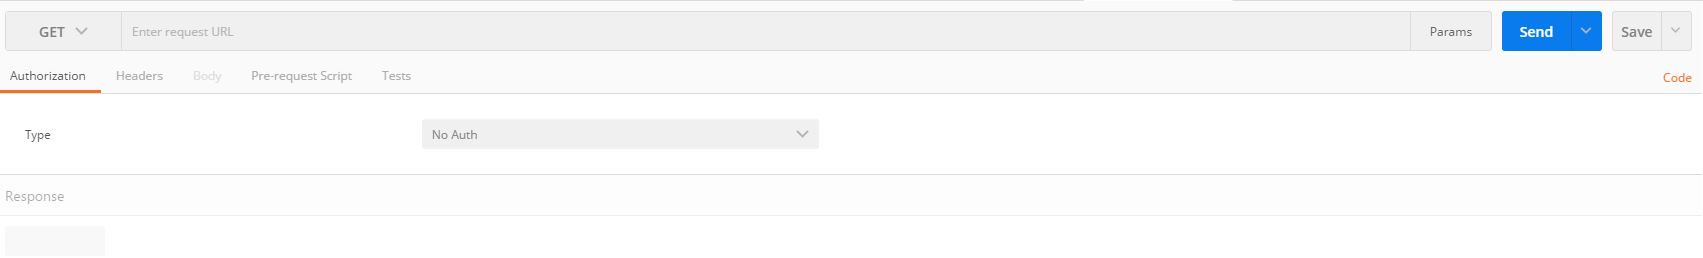 GET Enter request URL Params Send Save
Authorization Headers Body Pre-request Script Tests Code
Type No Auth
Response